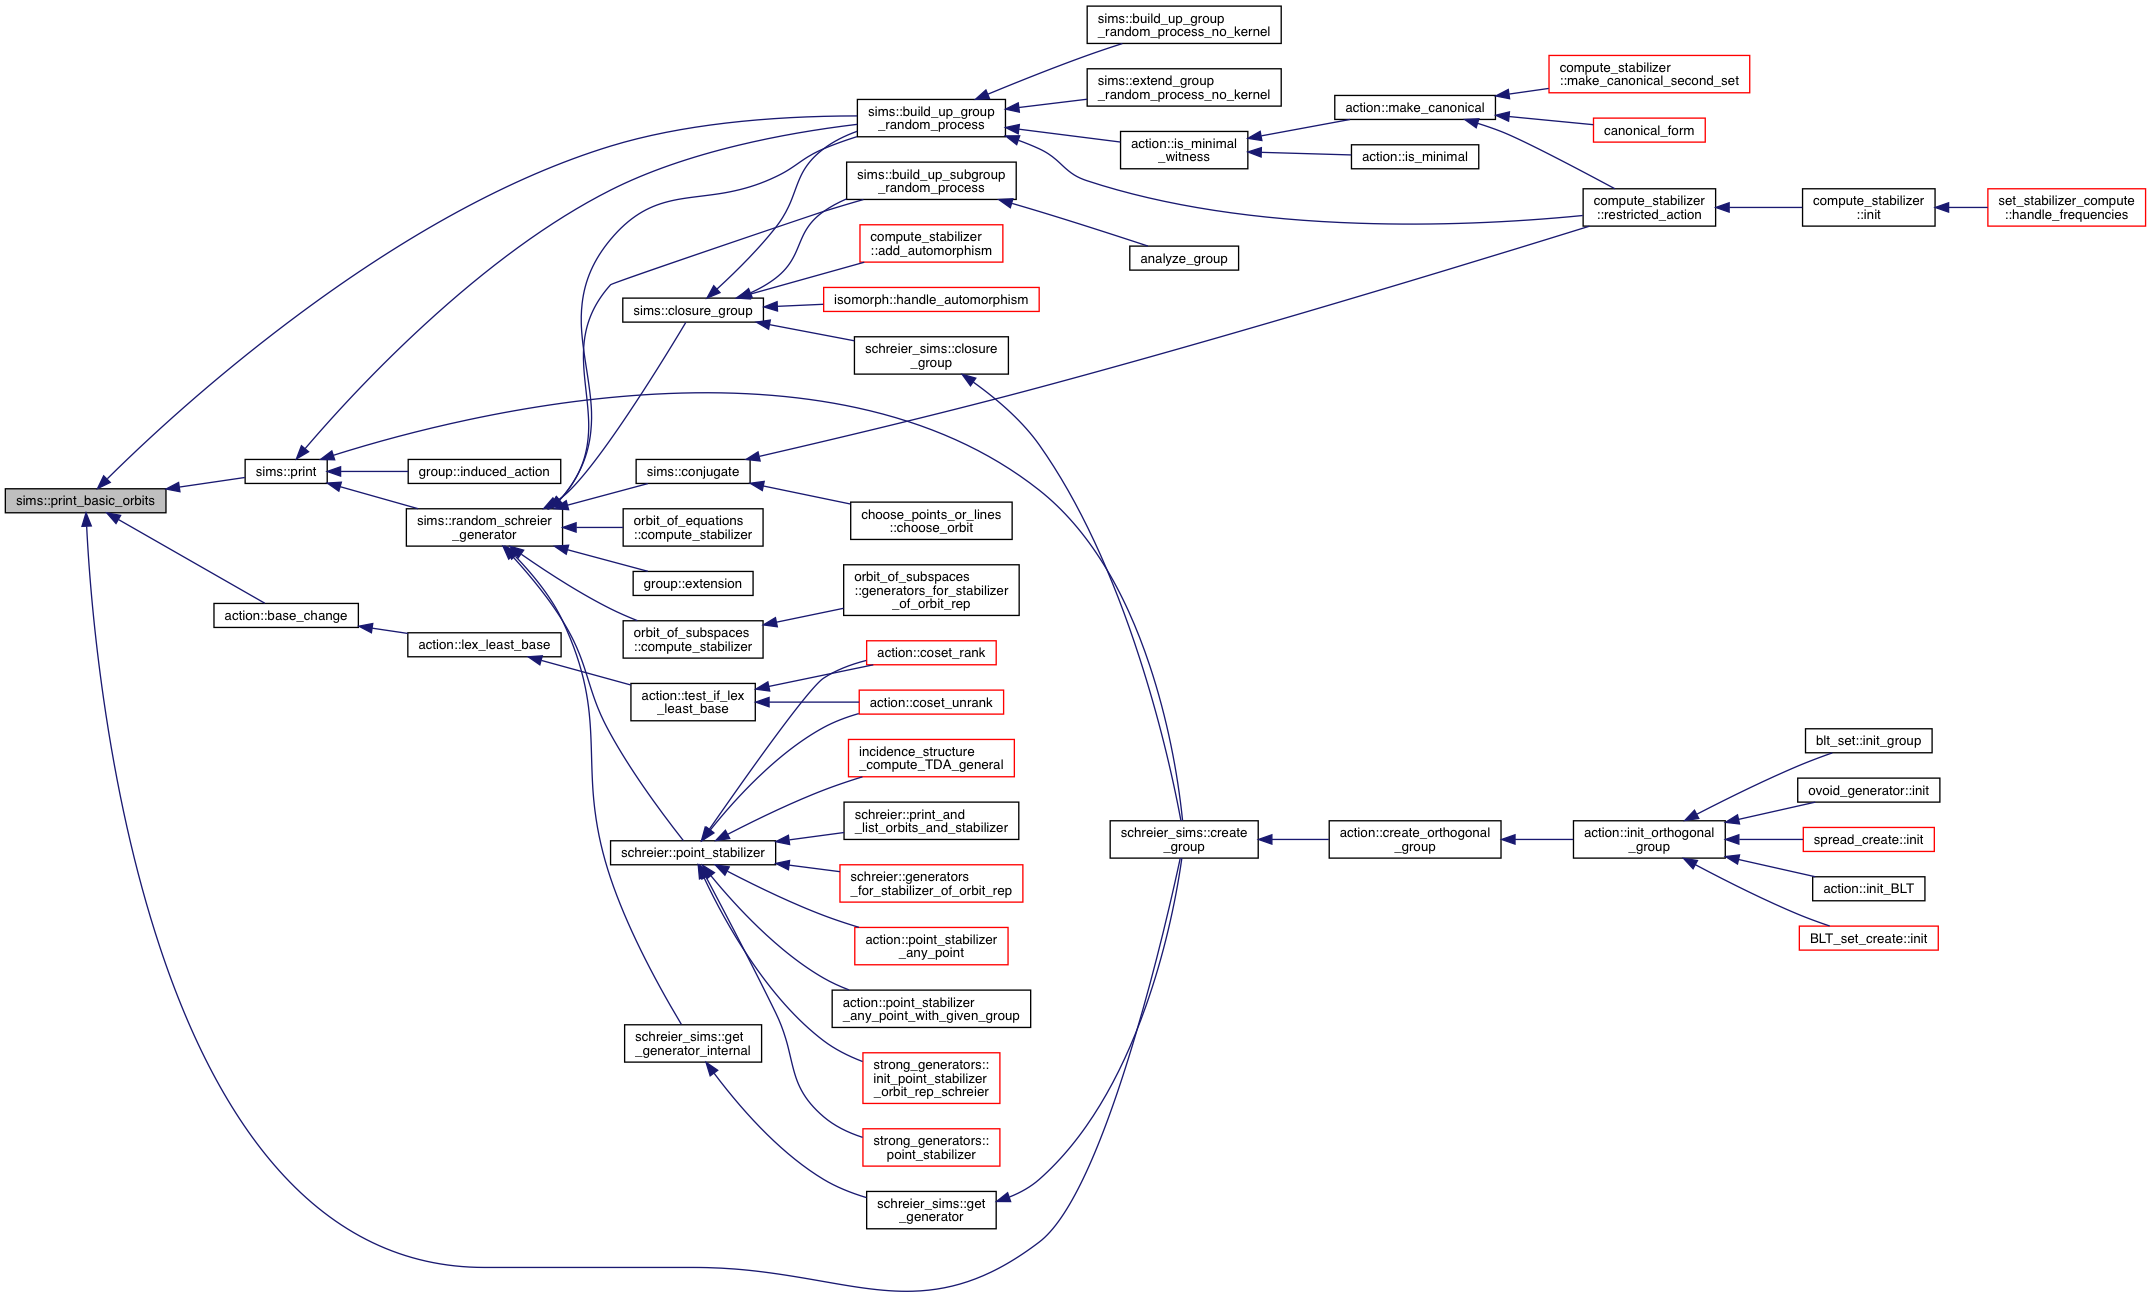 sims::print_basic_orbits
sims::print
action::base_change
group::induced_action
sims::random_schreier
_generator
action::lex_least_base
sims::closure_group
sims::conjugate
orbit_of_equations
::compute_stabilizer
group::extension
orbit_of_subspaces
::compute_stabilizer
action::test_if_lex
_least_base
schreier::point_stabilizer
schreier_sims::get
_generator_internal
sims::build_up_group
_random_process
sims::build_up_subgroup
_random_process
compute_stabilizer
::add_automorphism
isomorph::handle_automorphism
schreier_sims::closure
_group
choose_points_or_lines
::choose_orbit
orbit_of_subspaces
::generators_for_stabilizer
_of_orbit_rep
action::coset_rank
action::coset_unrank
incidence_structure
_compute_TDA_general
schreier::print_and
_list_orbits_and_stabilizer
schreier::generators
_for_stabilizer_of_orbit_rep
action::point_stabilizer
_any_point
action::point_stabilizer
_any_point_with_given_group
strong_generators::
init_point_stabilizer
_orbit_rep_schreier
strong_generators::
point_stabilizer
schreier_sims::get
_generator
sims::build_up_group
_random_process_no_kernel
sims::extend_group
_random_process_no_kernel
action::is_minimal
_witness
analyze_group
schreier_sims::create
_group
action::make_canonical
action::is_minimal
action::create_orthogonal
_group
compute_stabilizer
::make_canonical_second_set
canonical_form
compute_stabilizer
::restricted_action
action::init_orthogonal
_group
compute_stabilizer
::init
blt_set::init_group
ovoid_generator::init
spread_create::init
action::init_BLT
BLT_set_create::init
set_stabilizer_compute
::handle_frequencies